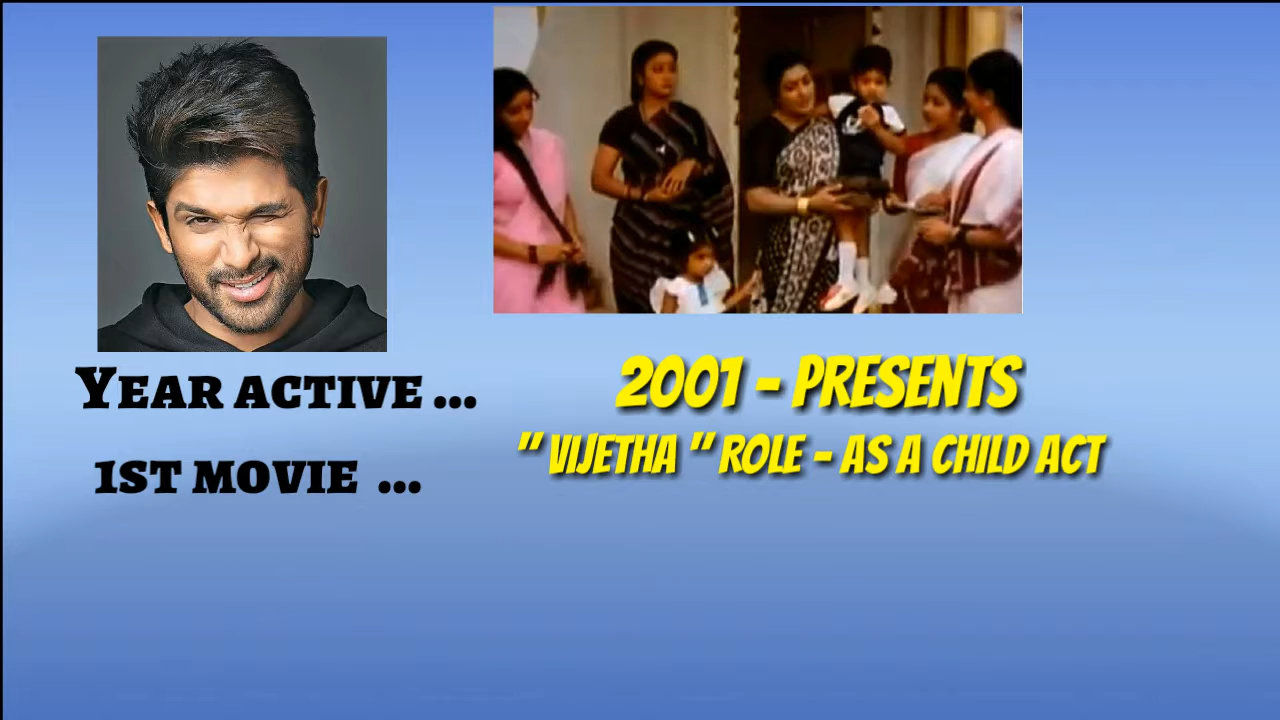 YEAR ACTIVE ...
2001 - PRESENTS
1ST MOVIE ...
" VIJETHA " ROLE - AS A CHILD ACT